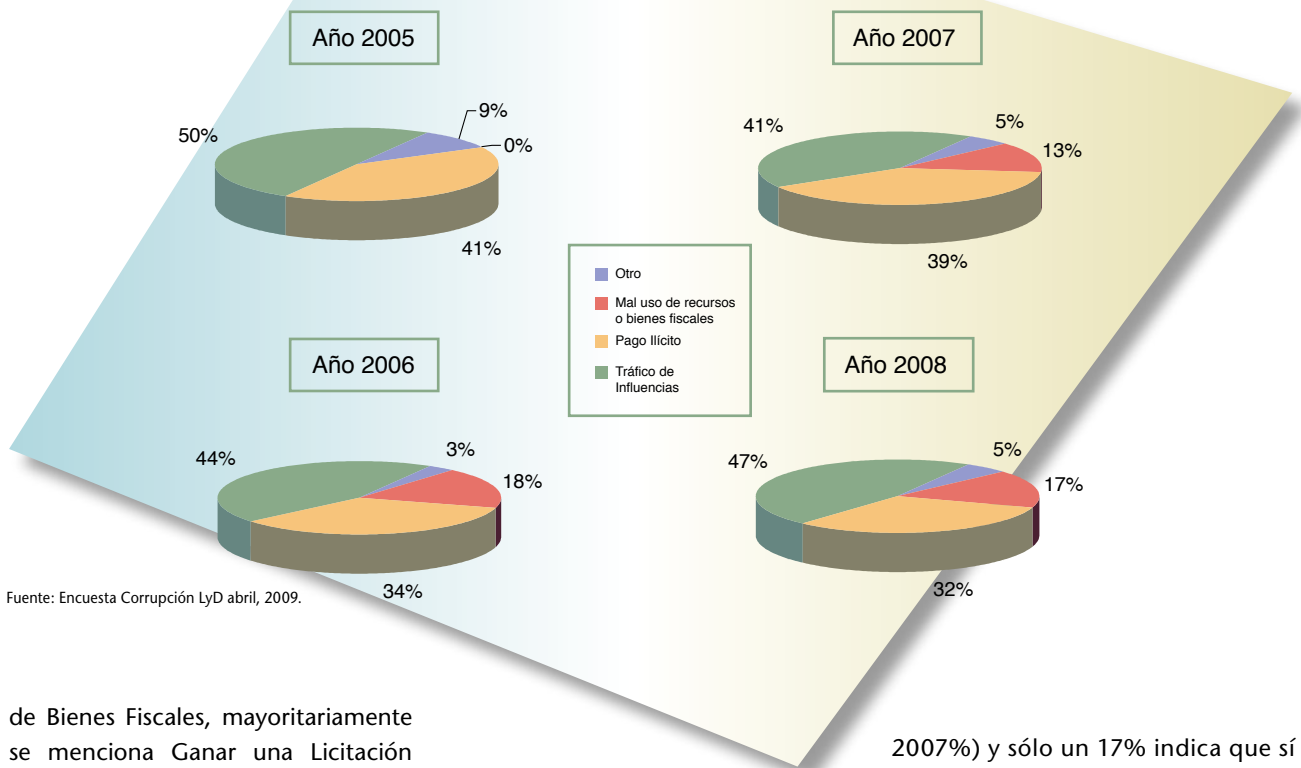 Año 2005
50%
9%
0%
41%
Año 2007
41%
5%
13%
39%
Otro
Mal uso de recursos
o bienes fiscales
Pago Ilícito
Tráfico de
Influencias
Año 2006
44%
3%
18%
34%
Año 2008
47%
5%
17%
32%
Fuente: Encuesta Corrupción LyD abril, 2009.
de Bienes Fiscales, mayoritariamente
se menciona Ganar una Licitación
2007%) y sólo un 17% indica que sí